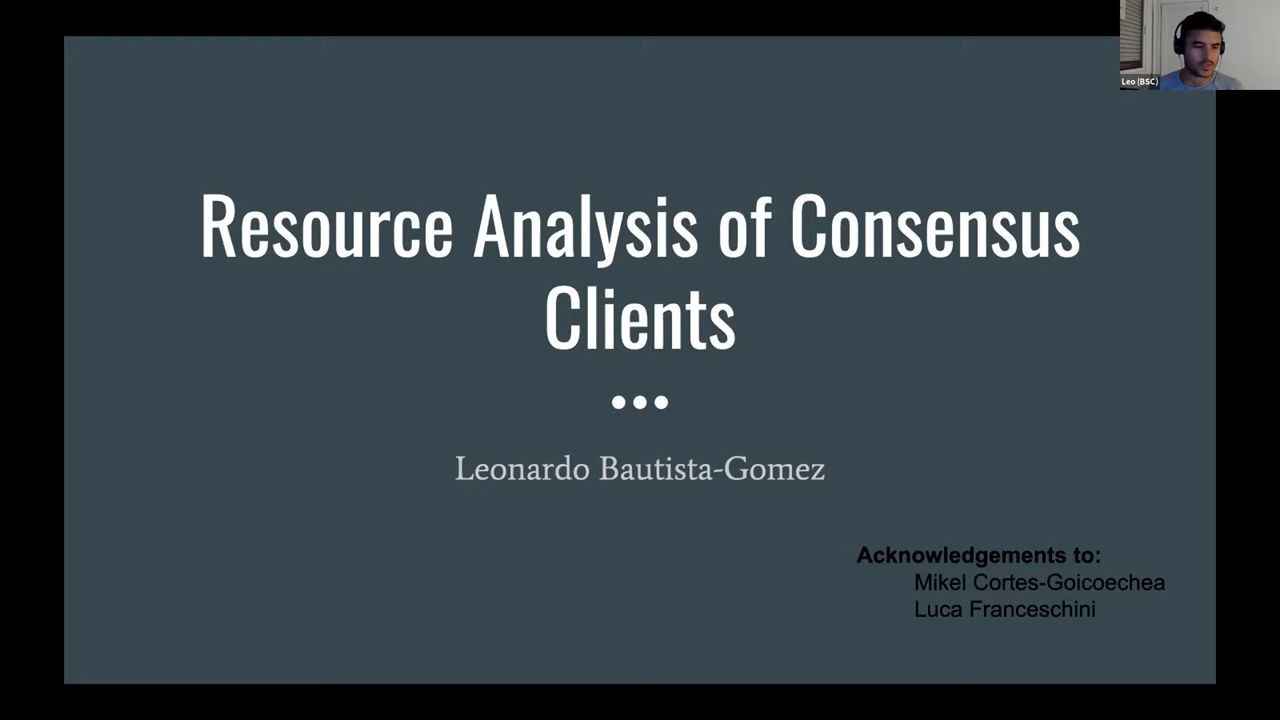 Leo (BSC)
Resource Analysis of Consensus
Clients
Leonardo Bautista-Gomez
Acknowledgements to:
Mikel Cortes-Goicoechea
Luca Franceschini